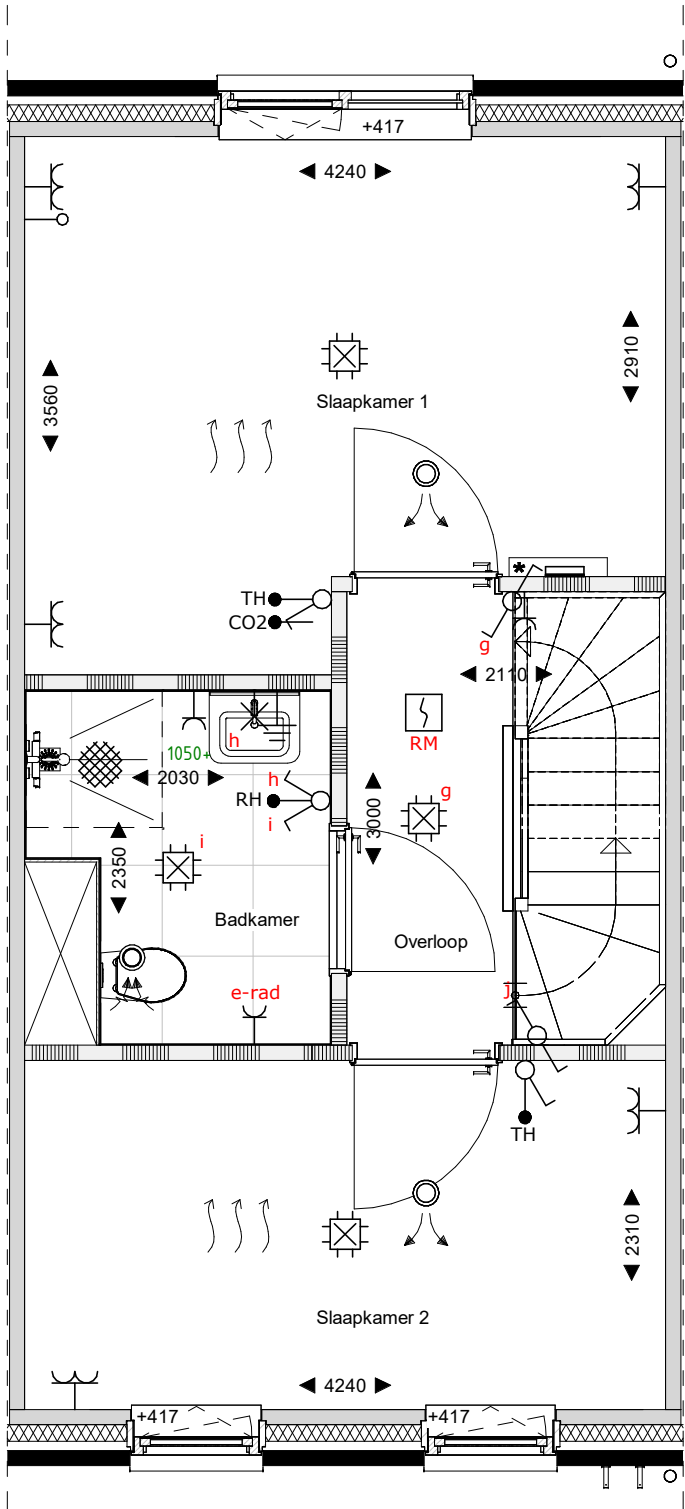 +417
4240
2910
3560
Slaapkamer 1
*
TH
CO2
g
2110
RM
h
1050+
2030
h
RH
i
g
3000
i
2350
Badkamer
Overloop
e-rad
J
TH
2310
Slaapkamer 2
4240
+417
+417